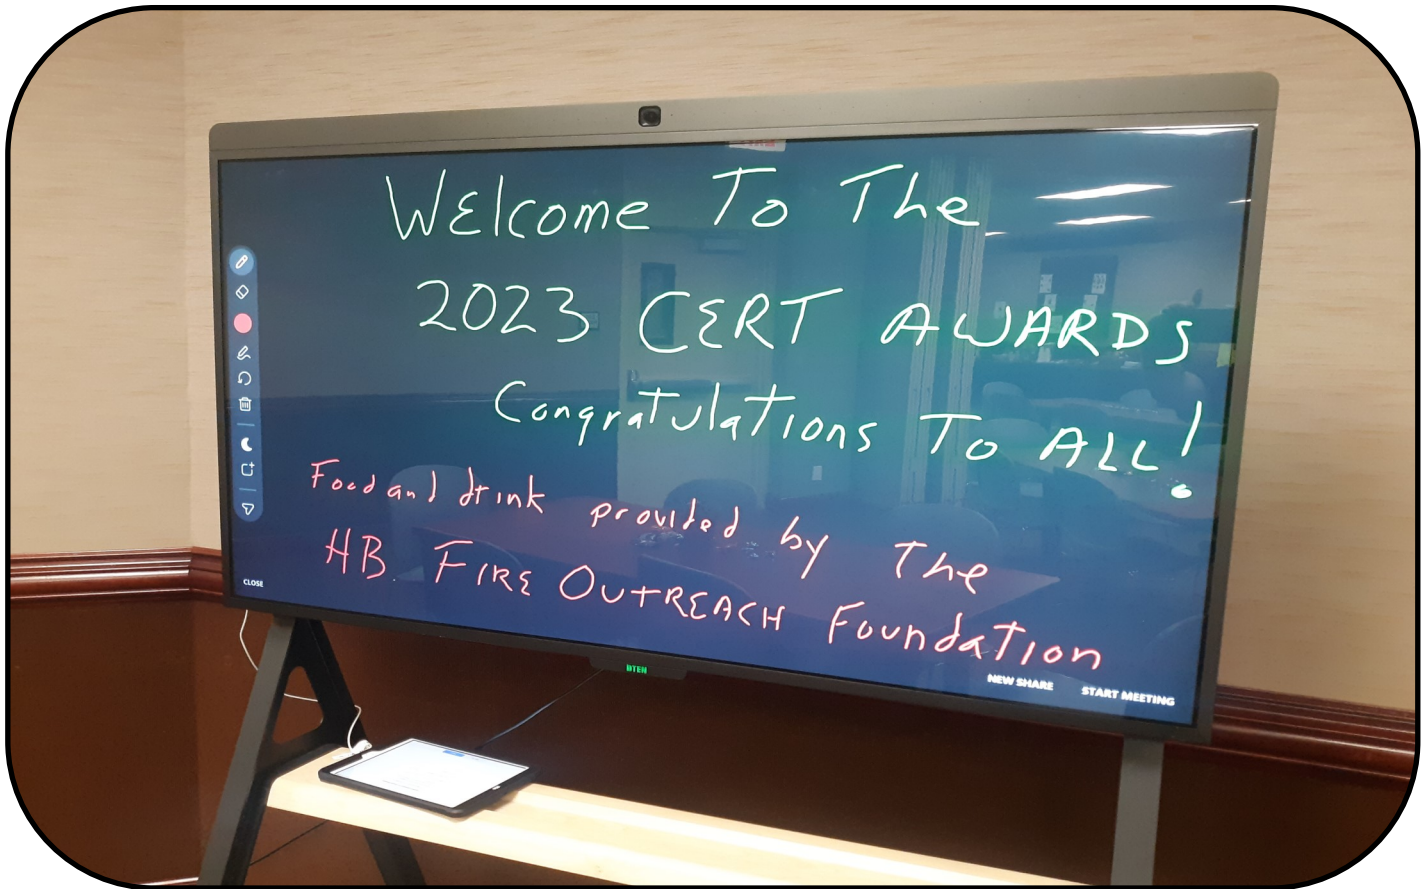 Welcome To The
2023 CERT AWARDS
Congratulations To ALL!
Food and drink provided by The
HB FIRE OUTREACH Foundation
CLOSE
DTEN
NEW SHARE START MEETING